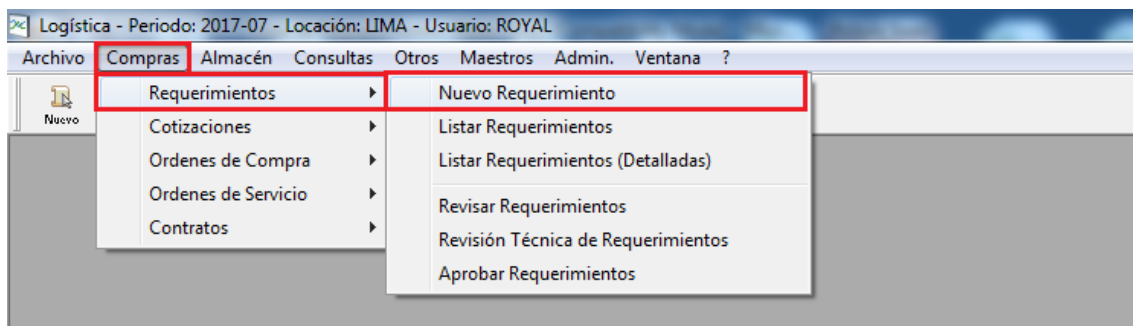 Logística - Periodo: 2017-07 - Locación: LIMA - Usuario: ROYAL
Archivo Compras Almacén Consultas Otros Maestros Admin. Ventana ?
Nuevo
Requerimientos
Cotizaciones
Ordenes de Compra
Ordenes de Servicio
Contratos
Nuevo Requerimiento
Listar Requerimientos
Listar Requerimientos (Detalladas)
Revisar Requerimientos
Revisión Técnica de Requerimientos
Aprobar Requerimientos